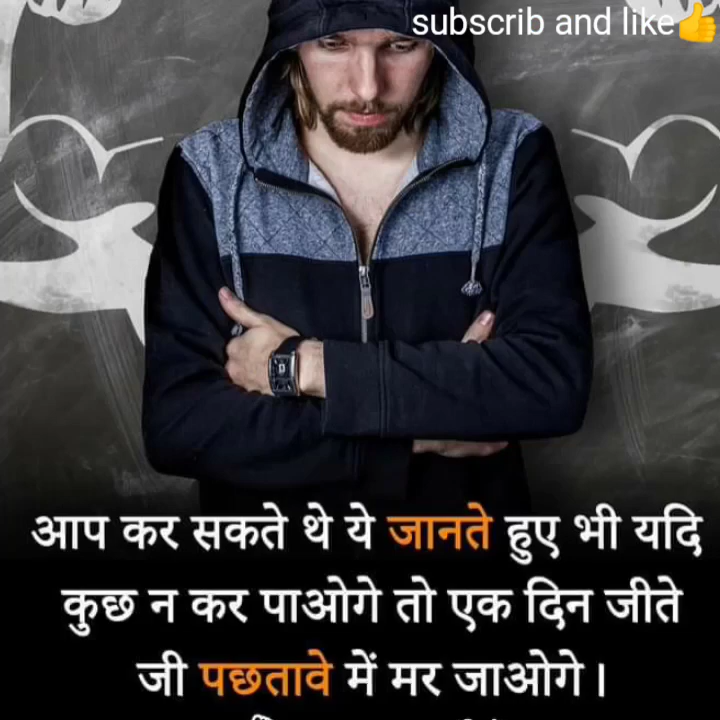 subscrib and like👍
आप कर सकते थे ये जानते हुए भी यदि
कुछ न कर पाओगे तो एक दिन जीते
जी पछतावे में मर जाओगे।